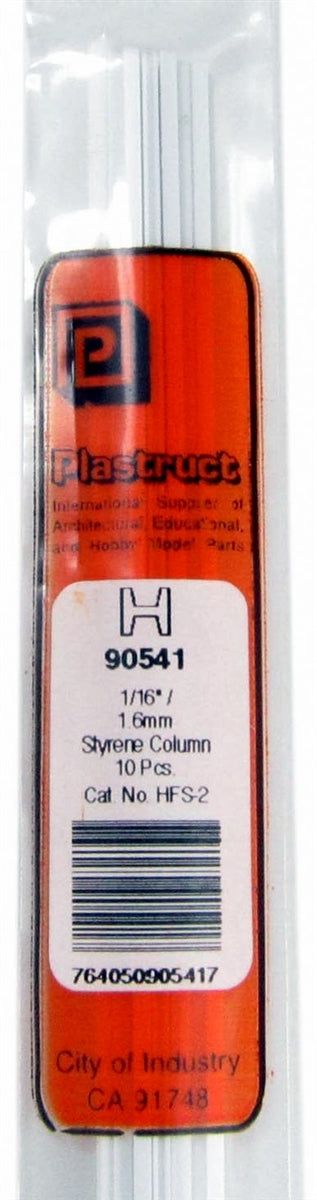 P
Plastruct
International Supplier of
Architectural, Educational,
and Hobby Model Parts
H
90541
1/16" /
1.6mm
Styrene Column
10 Pcs.
Cat. No. HFS-2
764050905417
City of Industry
CA 91748